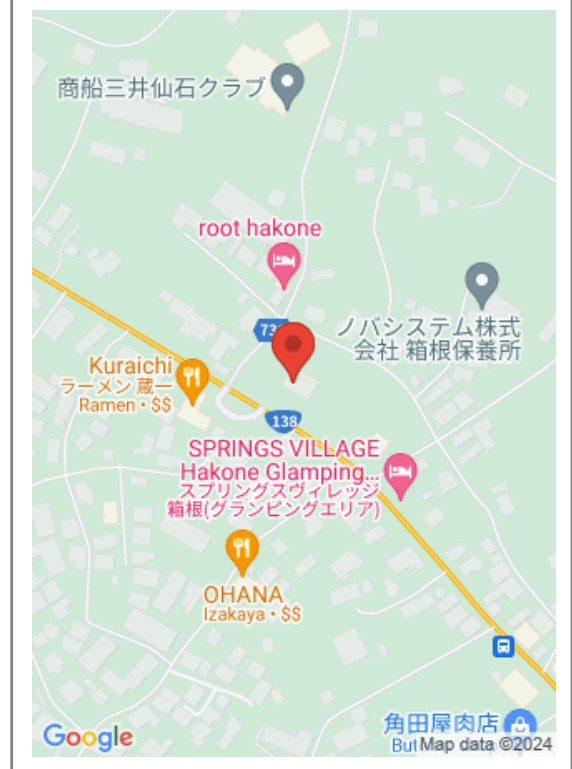 商船三井仙石クラブ
root hakone
ノバシステム株式
会社 箱根保養所
Kuraichi
ラーメン 蔵一
Ramen • $$
138
SPRINGS VILLAGE
Hakone Glamping...
スプリングスヴィレッジ
箱根(グランピングエリア)
OHANA
Izakaya • $$
角田屋肉店
Google
Map data ©2024